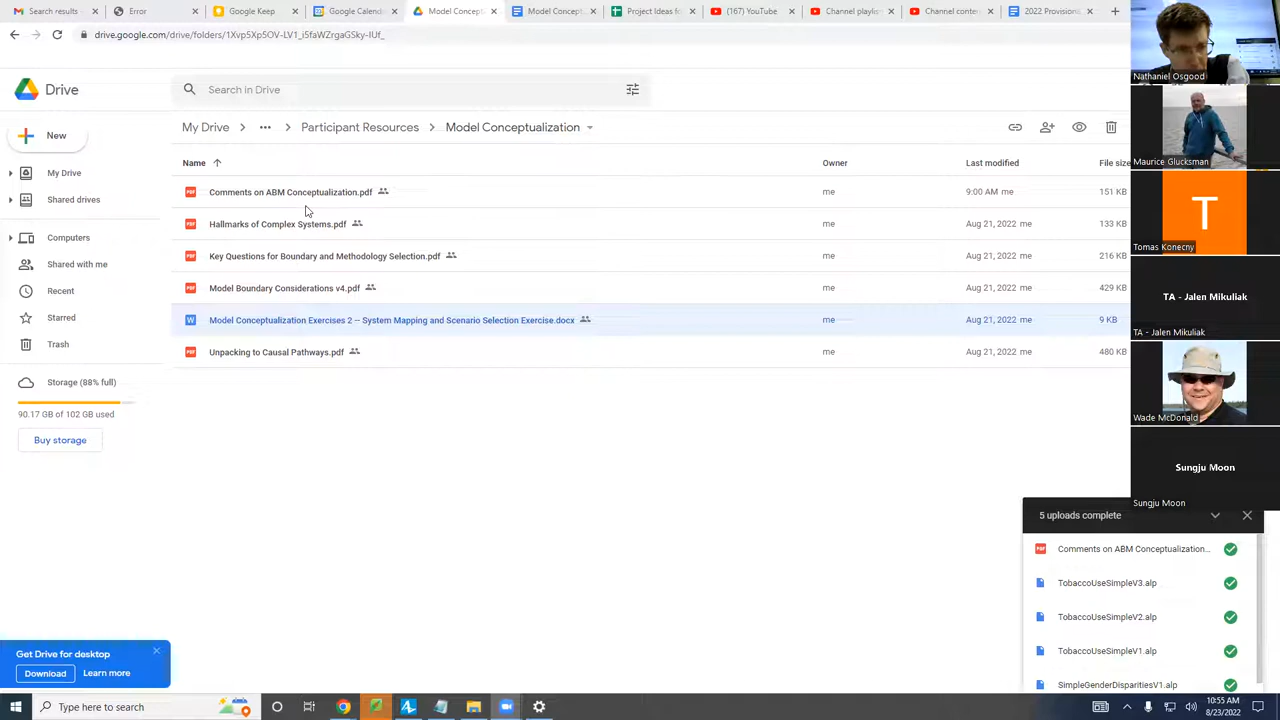 Search results -
Error
Google Keep
Google Calenda
Model Concept
Model Concept
Project Ideas fo
(167) YouTube
Channel playlis
Channel conten
2022 Provision
drive.google.com/drive/folders/1Xvp5Xp5OV-LV1_i5faWZrgaGSky-IUf_
Drive
Search in Drive
New
My Drive
Shared drives
Computers
Shared with me
Recent
Starred
Trash
Storage (88% full)
90.17 GB of 102 GB used
Buy storage
My Drive
Participant Resources
Model Conceptualization
Name
Owner
Last modified
File size
Comments on ABM Conceptualization.pdf me 9:00 AM me 151 KB
Hallmarks of Complex Systems.pdf me Aug 21, 2022 me 133 KB
Key Questions for Boundary and Methodology Selection.pdf me Aug 21, 2022 me 216 KB
Model Boundary Considerations v4.pdf me Aug 21, 2022 me 429 KB
Model Conceptualization Exercises 2 -- System Mapping and Scenario Selection Exercise.docx me Aug 21, 2022 me 9 KB
Unpacking to Causal Pathways.pdf me Aug 21, 2022 me 480 KB
Nathaniel Osgood
Maurice Glucksman
T
Tomas Konecny
TA - Jalen Mikuliak
TA - Jalen Mikuliak
Wade McDonald
Sungju Moon
Sungju Moon
5 uploads complete
Comments on ABM Conceptualization...
TobaccoUseSimpleV3.alp
TobaccoUseSimpleV2.alp
TobaccoUseSimpleV1.alp
SimpleGenderDisparitiesV1.alp
Get Drive for desktop
Download
Learn more
Type here to search
10:55 AM
8/23/2022